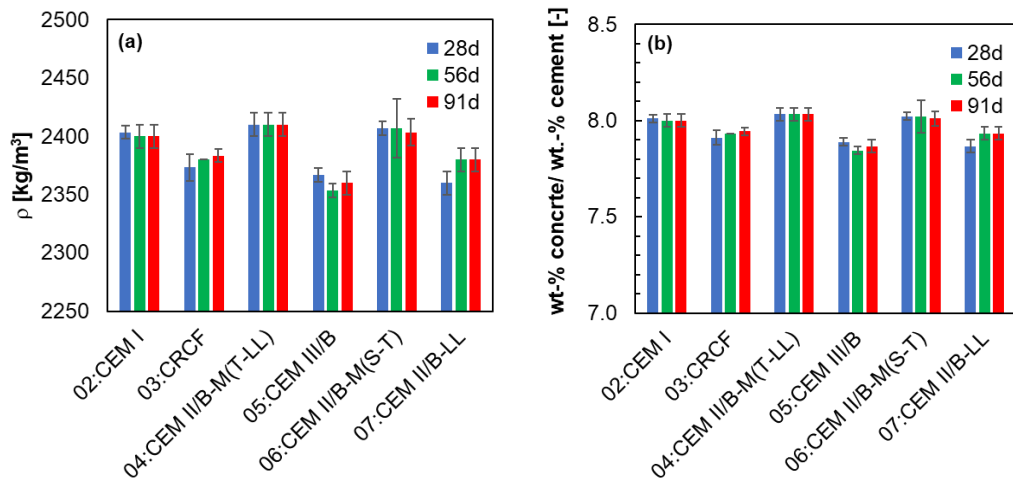 (a)
ρ [kg/m³]
2500
2450
2400
2350
2300
2250
28d
56d
91d
02:CEM I
03:CRCF
04:CEM II/B-M(T-LL)
05:CEM III/B
06:CEM II/B-M(S-T)
07:CEM II/B-LL
(b)
wt-% concrte/ wt.-% cement [-]
8.5
8.0
7.5
7.0
28d
56d
91d
02:CEM I
03:CRCF
04:CEM II/B-M(T-LL)
05:CEM III/B
06:CEM II/B-M(S-T)
07:CEM II/B-LL